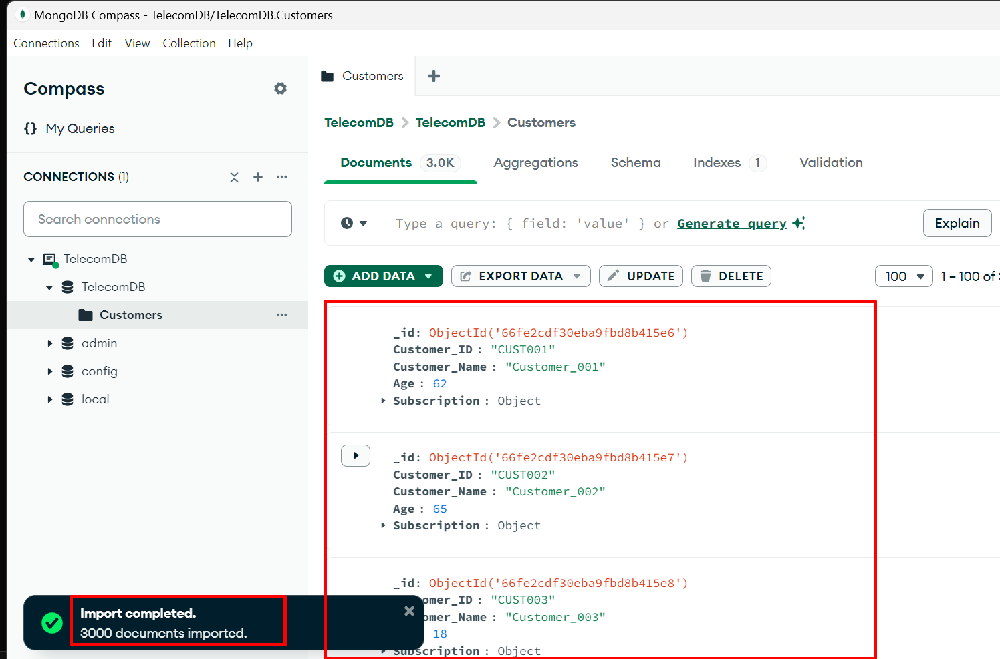 MongoDB Compass - TelecomDB/TelecomDB.Customers
Connections Edit View Collection Help
Compass
{} My Queries
CONNECTIONS (1)
Search connections
TelecomDB
TelecomDB
Customers
admin
config
local
Customers
TelecomDB > TelecomDB > Customers
Documents 3.0K Aggregations Schema Indexes 1 Validation
Type a query: { field: 'value' } or Generate query
Explain
ADD DATA EXPORT DATA UPDATE DELETE 100 1 – 100 of
_id: ObjectId('66fe2cdf30eba9fbd8b415e6')
Customer_ID : "CUST001"
Customer_Name : "Customer_001"
Age : 62
Subscription : Object
_id: ObjectId('66fe2cdf30eba9fbd8b415e7')
Customer_ID : "CUST002"
Customer_Name : "Customer_002"
Age : 65
Subscription : Object
_id: ObjectId('66fe2cdf30eba9fbd8b415e8')
omer_ID : "CUST003"
omer_Name : "Customer_003"
18
Subscription : Object
Import completed.
3000 documents imported.